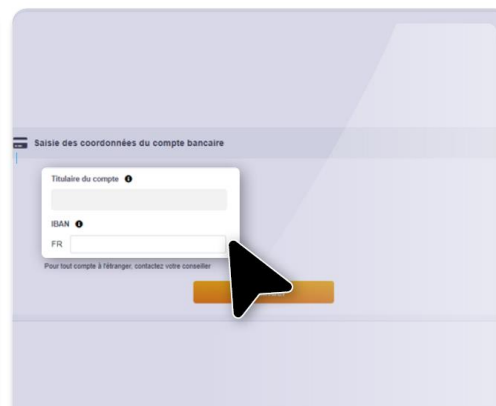 Saisie des coordonnées du compte bancaire
Titulaire du compte
IBAN
FR
Pour tout compte à l'étranger, contactez votre conseiller